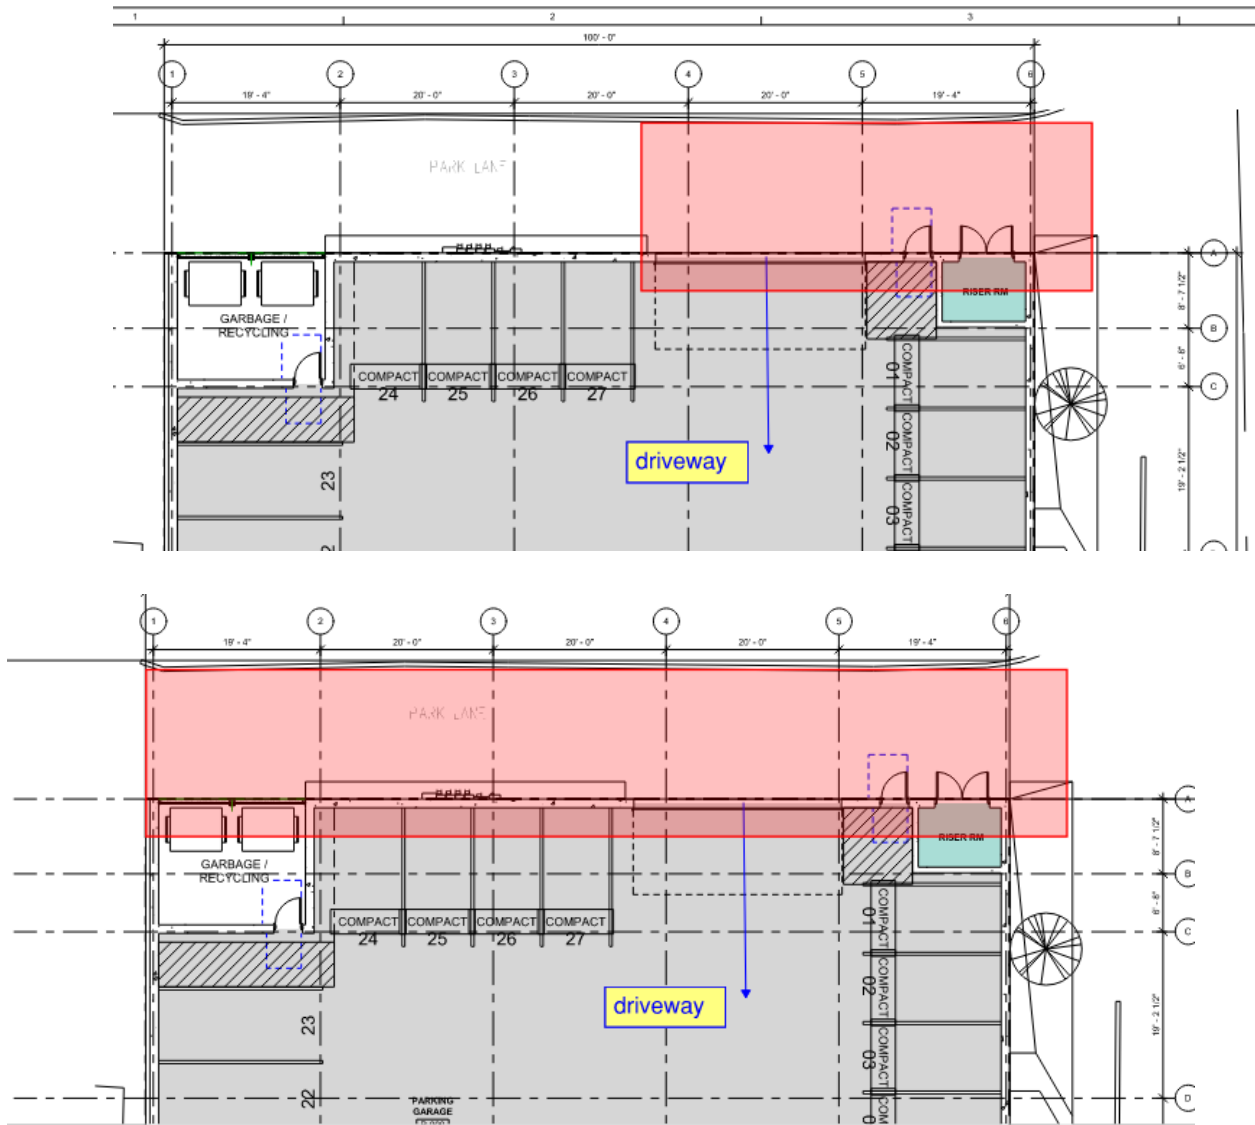 1 2 3
100' - 0"
1 2 3 4 5 6
19' - 4" 20' - 0" 20' - 0" 20' - 0" 19' - 4"
PARK LANE
A
8' - 7 1/2"
RISER RM
GARBAGE /
RECYCLING
B
6' - 8"
COMPACT COMPACT COMPACT COMPACT
24 25 26 27
C
COMPACT
01
COMPACT
02
COMPACT
03
driveway
19' - 2 1/2"
23
1 2 3 4 5 6
19' - 4" 20' - 0" 20' - 0" 20' - 0" 19' - 4"
PARK LANE
A
8' - 7 1/2"
RISER RM
GARBAGE /
RECYCLING
B
6' - 8"
COMPACT COMPACT COMPACT COMPACT
24 25 26 27
C
COMPACT
01
COMPACT
02
COMPACT
03
driveway
19' - 2 1/2"
23
22
PARKING
GARAGE
D